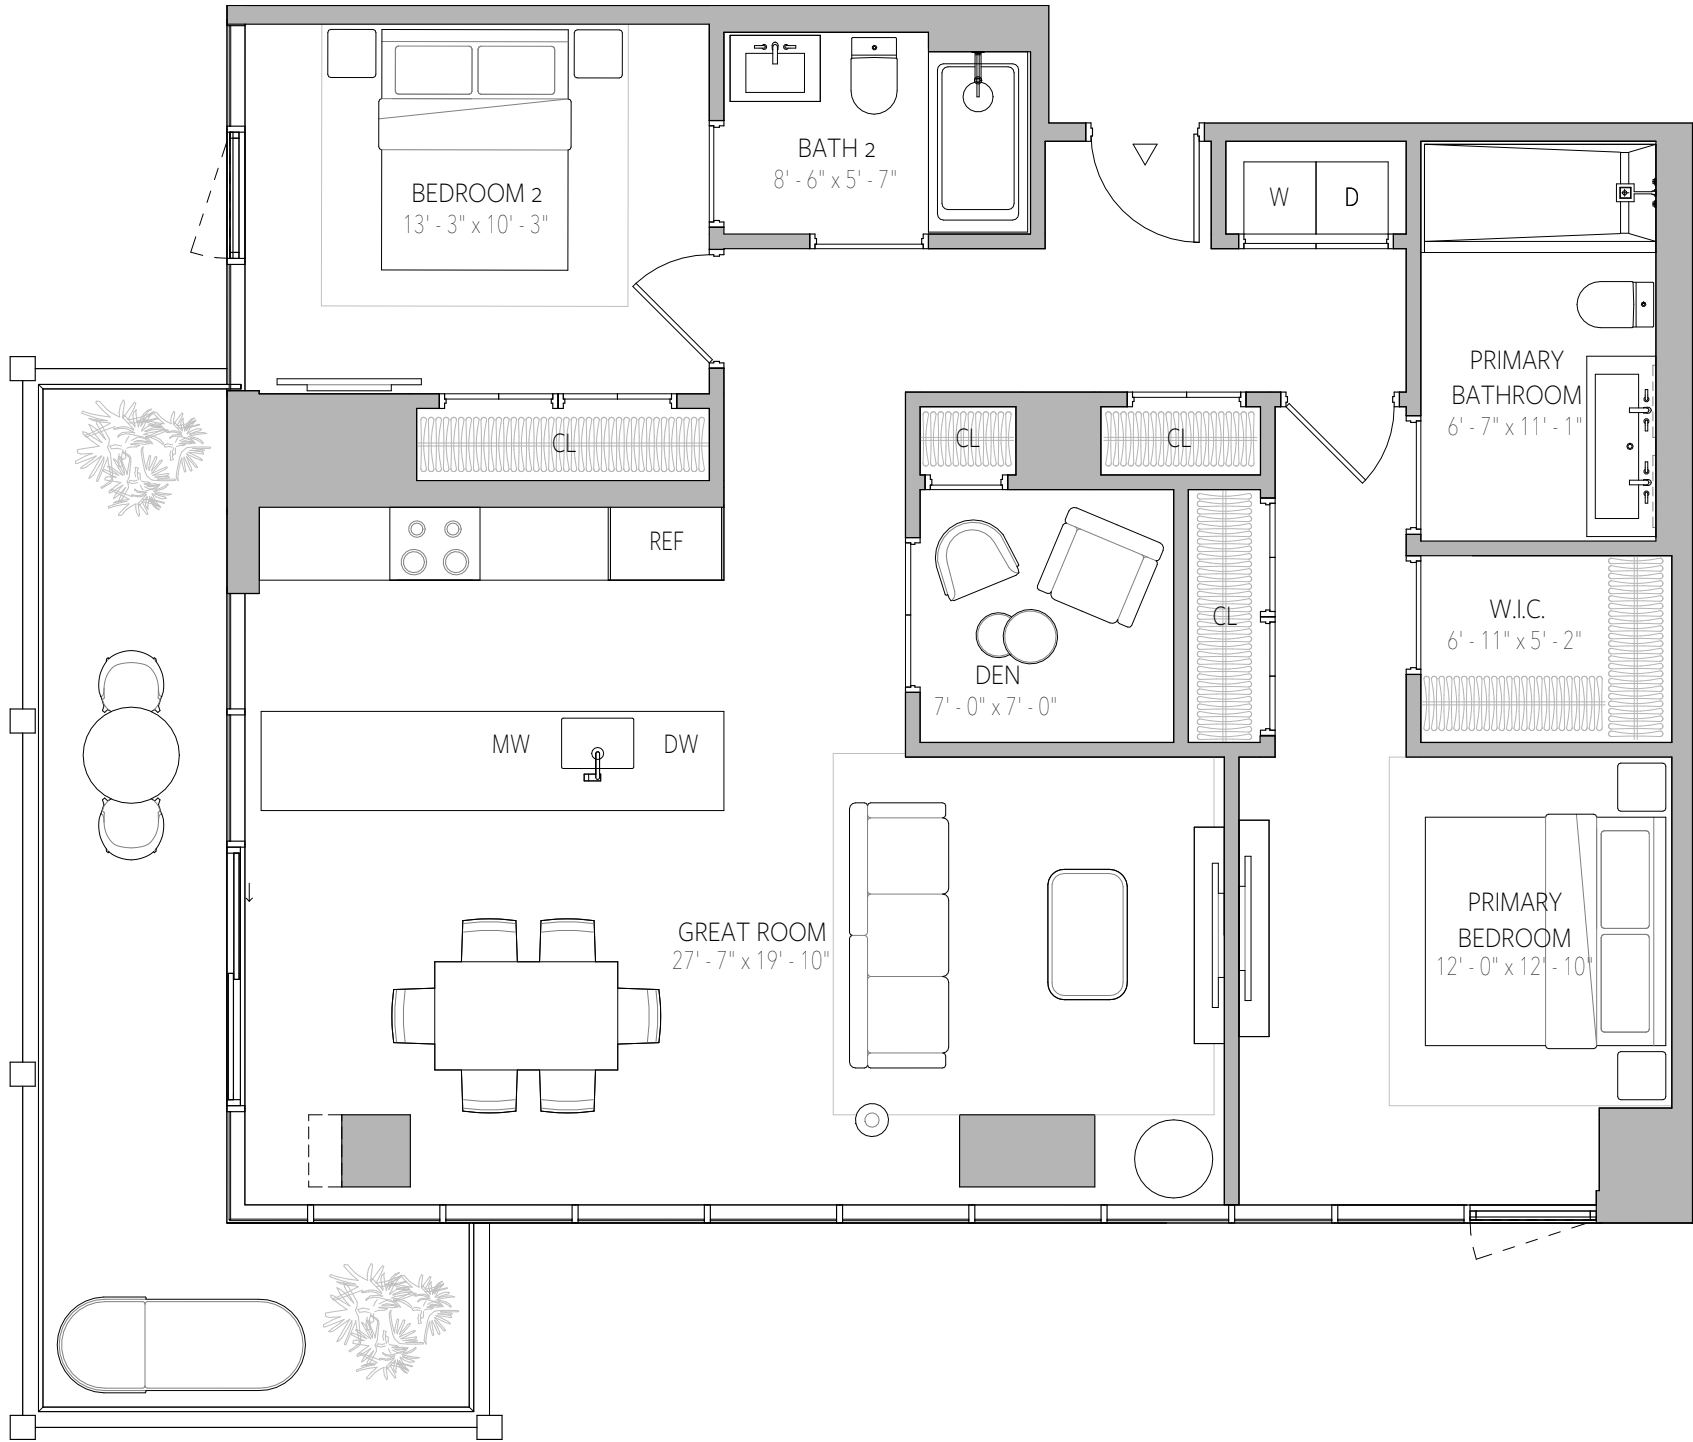 BATH 2
8' - 6" x 5' - 7"
BEDROOM 2
13' - 3" x 10' - 3"
W
D
PRIMARY
BATHROOM
6' - 7" x 11' - 1"
CL
CL
CL
REF
CL
W.I.C.
6' - 11" x 5' - 2"
DEN
7' - 0" x 7' - 0"
MW
DW
GREAT ROOM
27' - 7" x 19' - 10"
PRIMARY
BEDROOM
12' - 0" x 12' - 10"